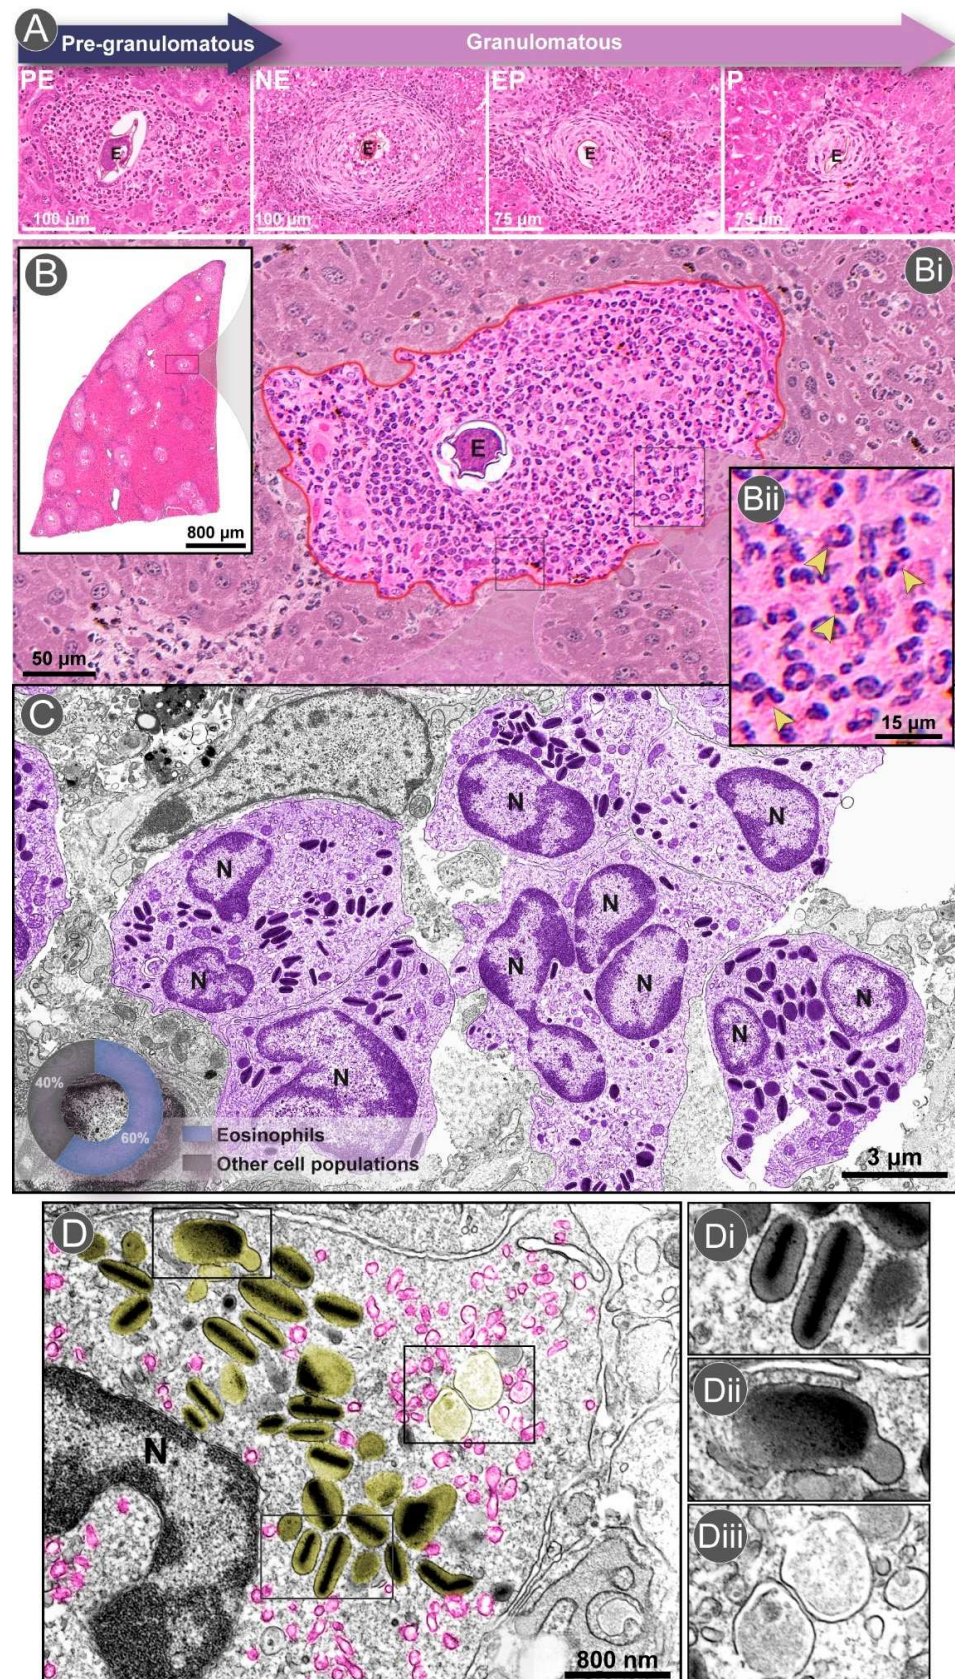 A
Pre-granulomatous
Granulomatous
PE
NE
EP
P
E
E
E
E
100 µm
100 µm
75 µm
75 µm
B
Bi
800 µm
E
Bii
50 µm
15 µm
C
N
N
N
N
N
N
N
N
N
N
40%
60%
Eosinophils
Other cell populations
3 µm
D
Di
N
Dii
Diii
800 nm